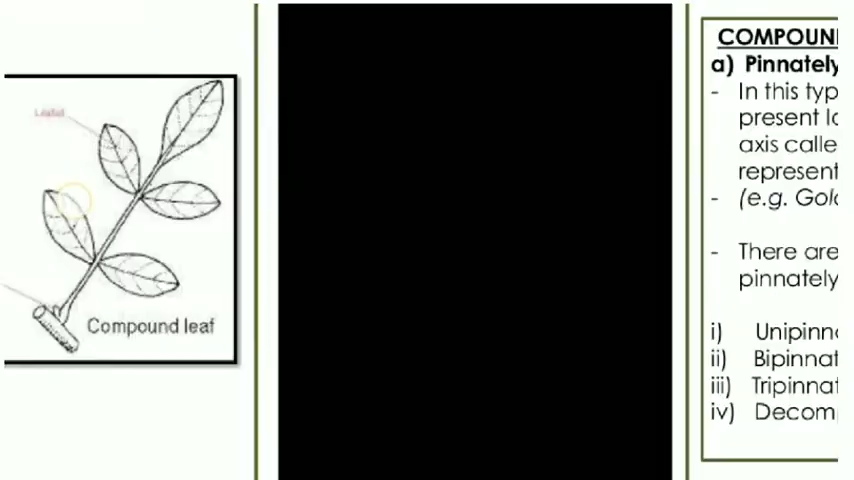 Leaflet
Compound leaf
COMPOUN
a) Pinnately
- In this typ
present lo
axis calle
represent
- (e.g. Gol
- There are
pinnately
i) Unipinn
ii) Bipinnat
iii) Tripinnat
iv) Decom